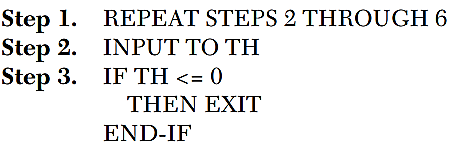 Step 1. REPEAT STEPS 2 THROUGH 6
Step 2. INPUT TO TH
Step 3. IF TH <= 0
THEN EXIT
END-IF